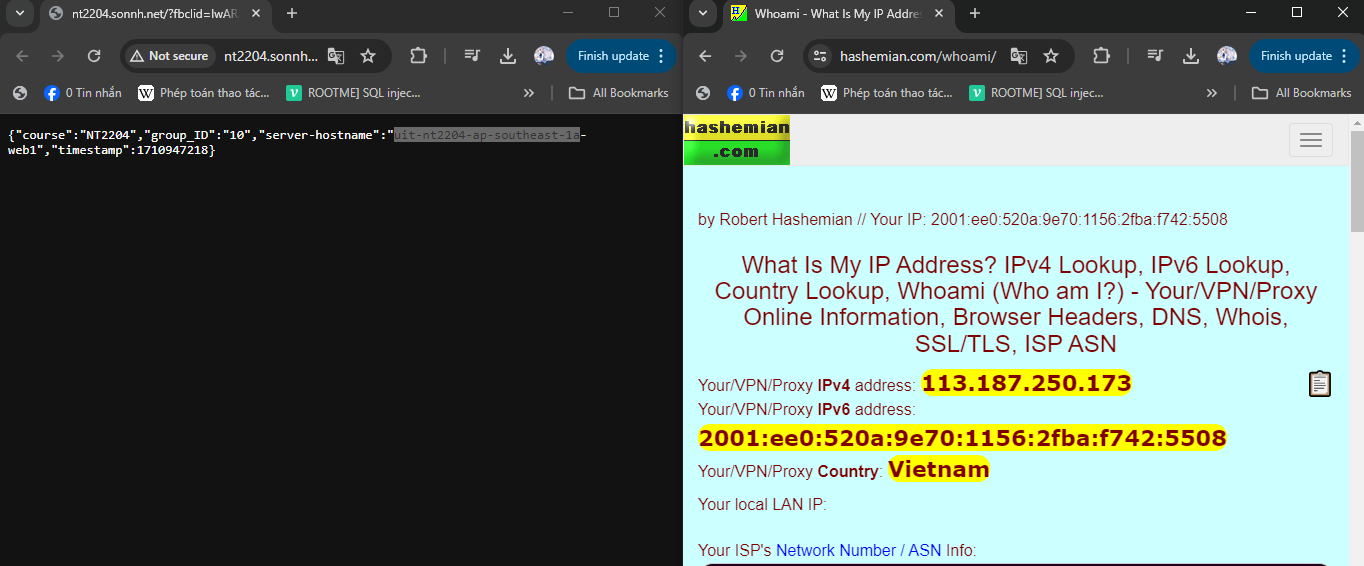 nt2204.sonnh.net/?fbclid=IwAR
Not secure
nt2204.sonnh...
Finish update
0 Tin nhắn
Phép toán thao tác...
ROOTME] SQL injec...
»
All Bookmarks
{"course":"NT2204","group_ID":"10","server-hostname":"uit-nt2204-ap-southeast-1a-
web1","timestamp":1710947218}
Whoami - What Is My IP Addre
hashemian.com/whoami/
Finish update
0 Tin nhắn
Phép toán thao tác...
ROOTME] SQL injec...
»
All Bookmarks
hashemian
.com
by Robert Hashemian // Your IP: 2001:ee0:520a:9e70:1156:2fba:f742:5508
What Is My IP Address? IPv4 Lookup, IPv6 Lookup,
Country Lookup, Whoami (Who am I?) - Your/VPN/Proxy
Online Information, Browser Headers, DNS, Whois,
SSL/TLS, ISP ASN
Your/VPN/Proxy IPv4 address: 113.187.250.173
Your/VPN/Proxy IPv6 address:
2001:ee0:520a:9e70:1156:2fba:f742:5508
Your/VPN/Proxy Country: Vietnam
Your local LAN IP:
Your ISP's Network Number / ASN Info: